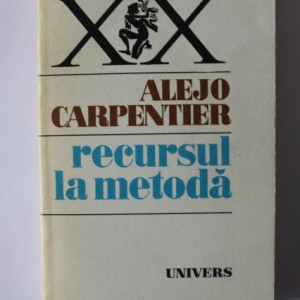 XX
ALEJO
CARPENTIER
recursul
la metodă
UNIVERS